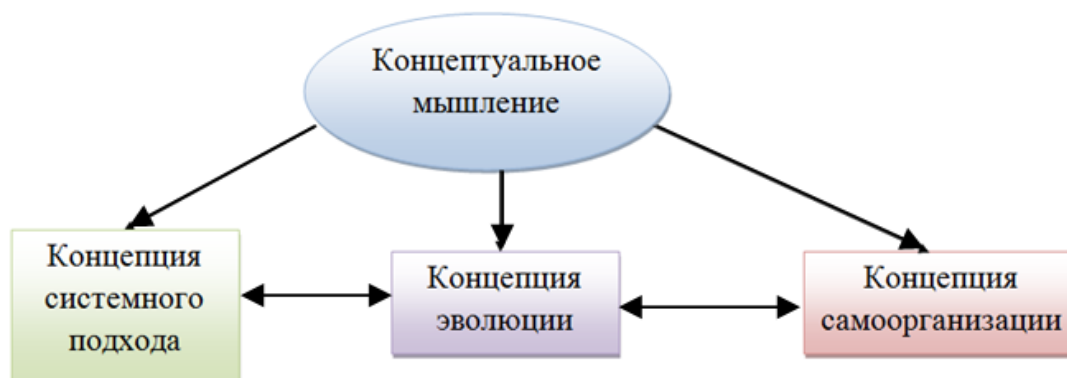 Концептуальное
мышление
Концепция
системного
подхода
Концепция
эволюции
Концепция
самоорганизации